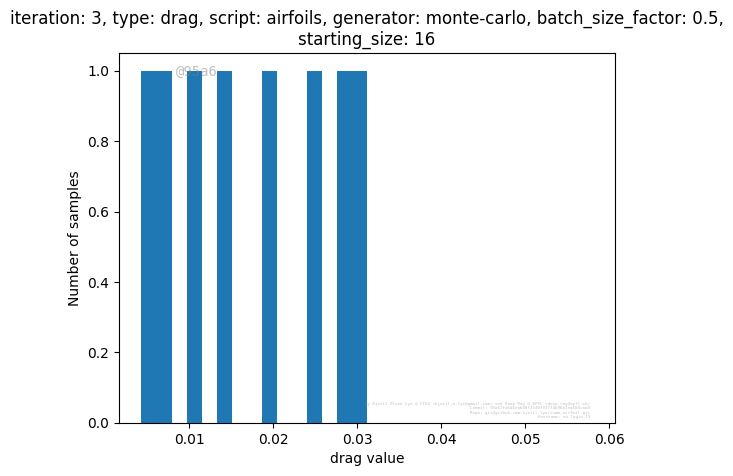 iteration: 3, type: drag, script: airfoils, generator: monte-carlo, batch_size_factor: 0.5,
starting_size: 16
@95a6
1.0
0.8
0.6
0.4
0.2
0.0
Number of samples
0.01
0.02
0.03
0.04
0.05
0.06
drag value